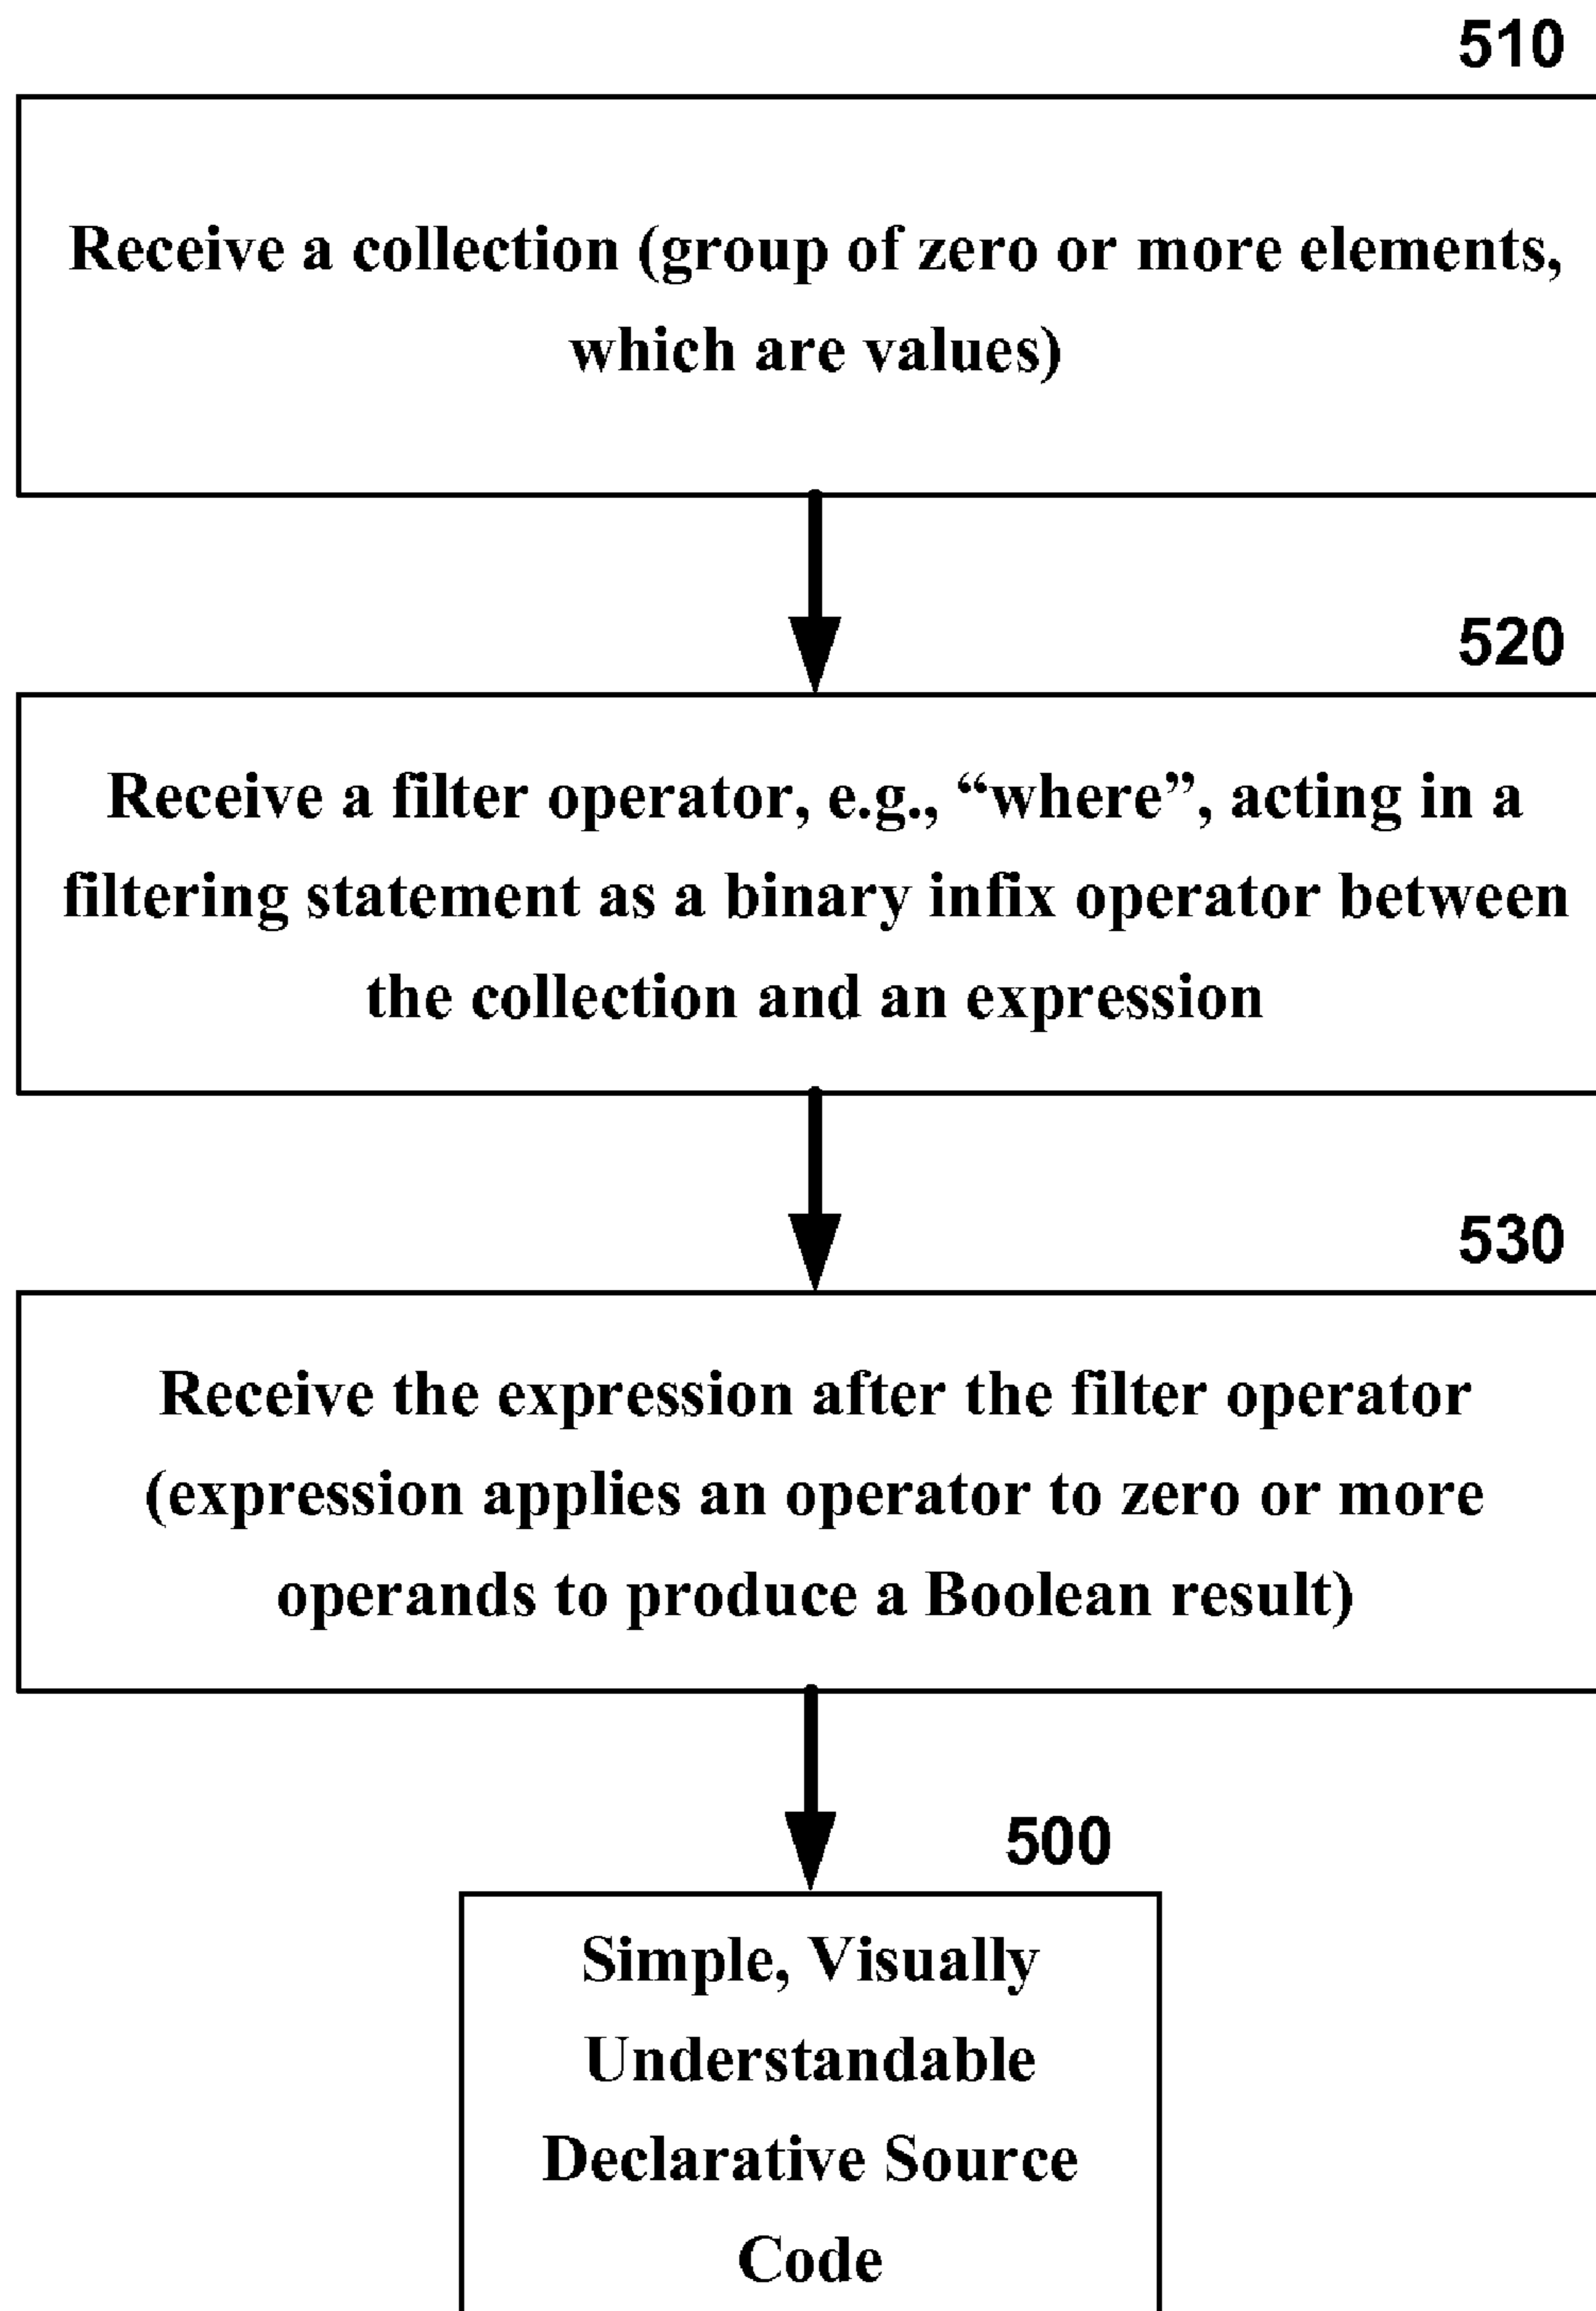 510
Receive a collection (group of zero or more elements,
which are values)
520
Receive a filter operator, e.g., “where”, acting in a
filtering statement as a binary infix operator between
the collection and an expression
530
Receive the expression after the filter operator
(expression applies an operator to zero or more
operands to produce a Boolean result)
500
Simple, Visually
Understandable
Declarative Source
Code